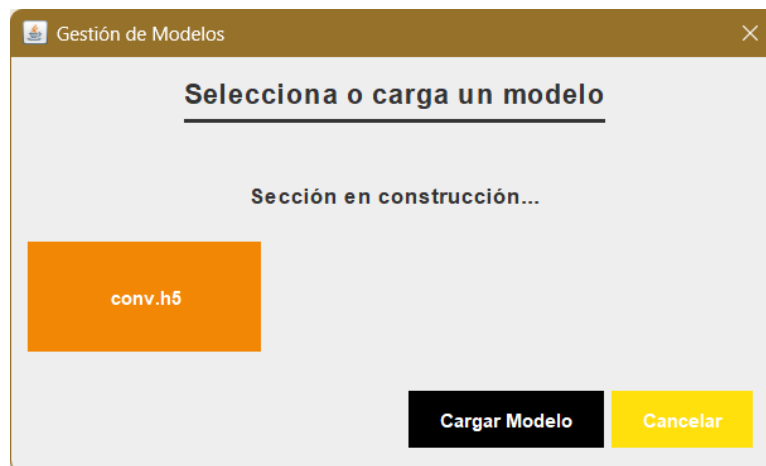 Gestión de Modelos
Selecciona o carga un modelo
Sección en construcción...
conv.h5
Cargar Modelo
Cancelar